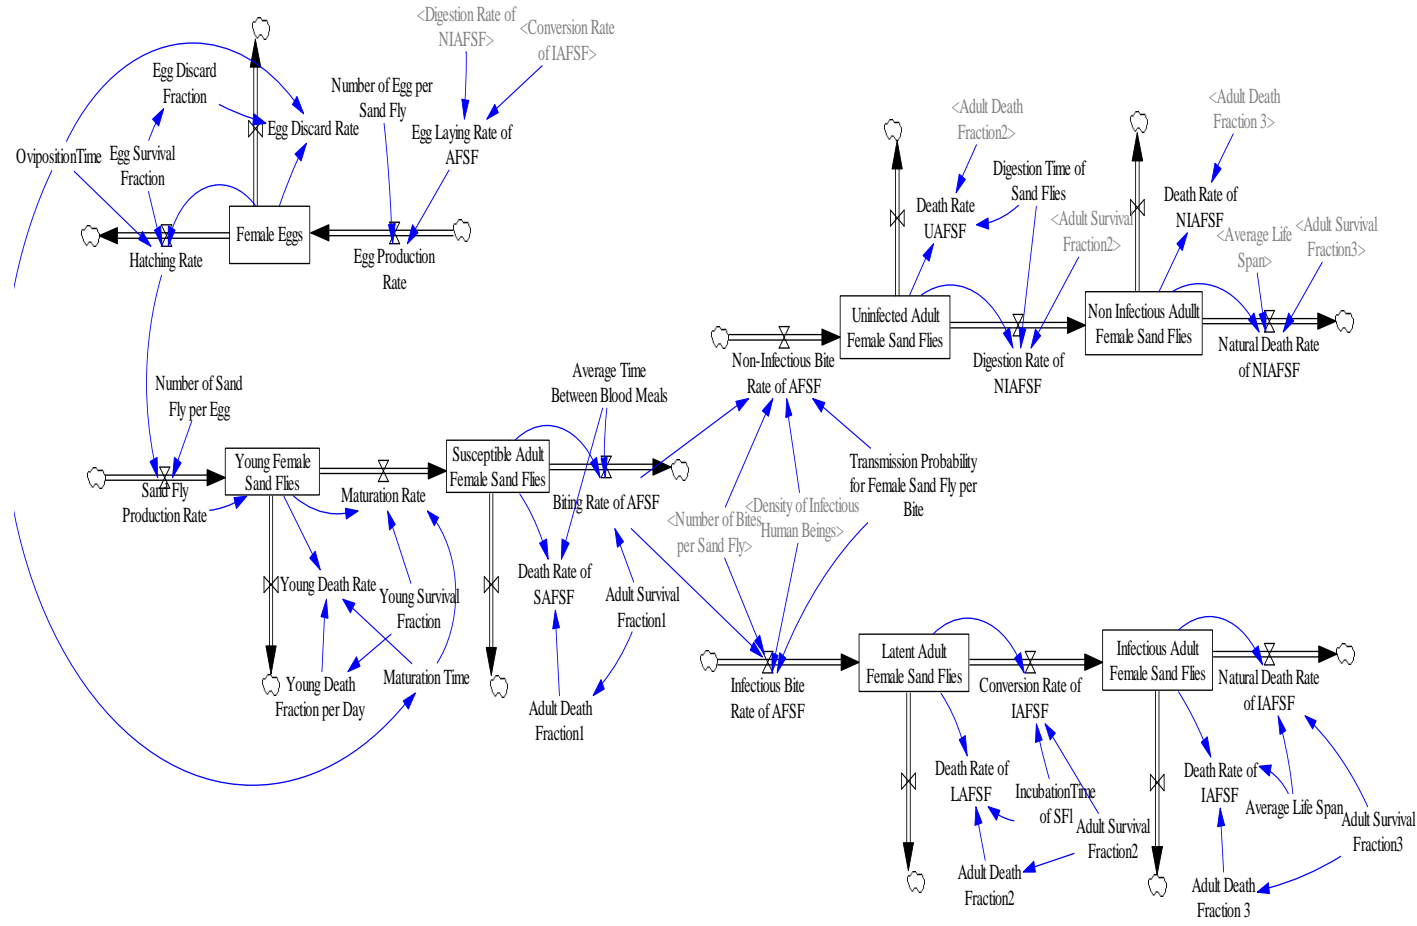 <Digestion Rate of
NIAFSF>
<Conversion Rate
of IAFSF>
Egg Discard
Fraction
Number of Egg per
Sand Fly
Egg Discard Rate
Egg Laying Rate of
AFSF
OvipositionTime
Egg Survival
Fraction
Female Eggs
Hatching Rate
Egg Production
Rate
<Adult Death
Fraction2>
<Adult Death
Fraction 3>
Digestion Time of
Sand Flies
Death Rate
UAFSF
Death Rate of
NIAFSF
<Adult Survival
Fraction2>
<Average Life
Span>
<Adult Survival
Fraction3>
Uninfected Adult
Female Sand Flies
Non Infectious Adullt
Female Sand Flies
Non-Infectious Bite
Rate of AFSF
Digestion Rate of
NIAFSF
Natural Death Rate
of NIAFSF
Number of Sand
Fly per Egg
Average Time
Between Blood Meals
Young Female
Sand Flies
Susceptible Adult
Female Sand Flies
Sand Fly
Production Rate
Maturation Rate
Biting Rate of AFSF
Transmission Probability
for Female Sand Fly per
Bite
<Number of Bites
per Sand Fly>
<Density of Infectious
Human Beings>
Young Death Rate
Young Survival
Fraction
Death Rate of
SAFSF
Adult Survival
Fraction1
Young Death
Fraction per Day
Maturation Time
Adult Death
Fraction1
Infectious Bite
Rate of AFSF
Latent Adult
Female Sand Flies
Conversion Rate of
IAFSF
Infectious Adult
Female Sand Flies
Natural Death Rate
of IAFSF
Death Rate of
LAFSF
IncubationTime
of SF1
Adult Survival
Fraction2
Adult Death
Fraction2
Death Rate of
IAFSF
Average Life Span
Adult Survival
Fraction3
Adult Death
Fraction 3